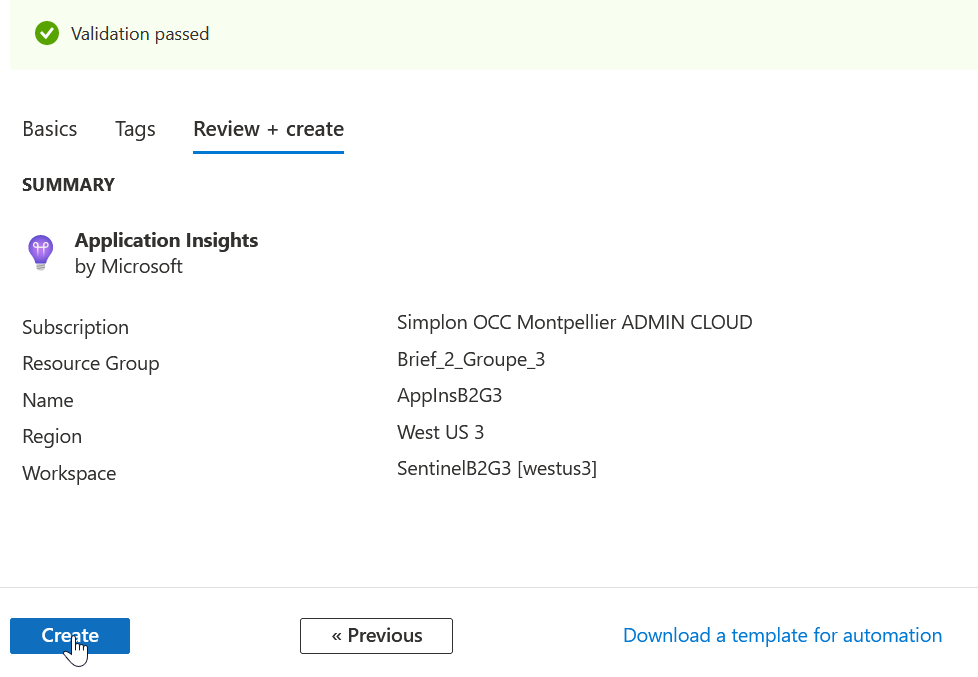 Validation passed
Basics Tags Review + create
SUMMARY
Application Insights
by Microsoft
Subscription Simplon OCC Montpellier ADMIN CLOUD
Resource Group Brief_2_Groupe_3
Name AppInsB2G3
Region West US 3
Workspace SentinelB2G3 [westus3]
Create « Previous Download a template for automation